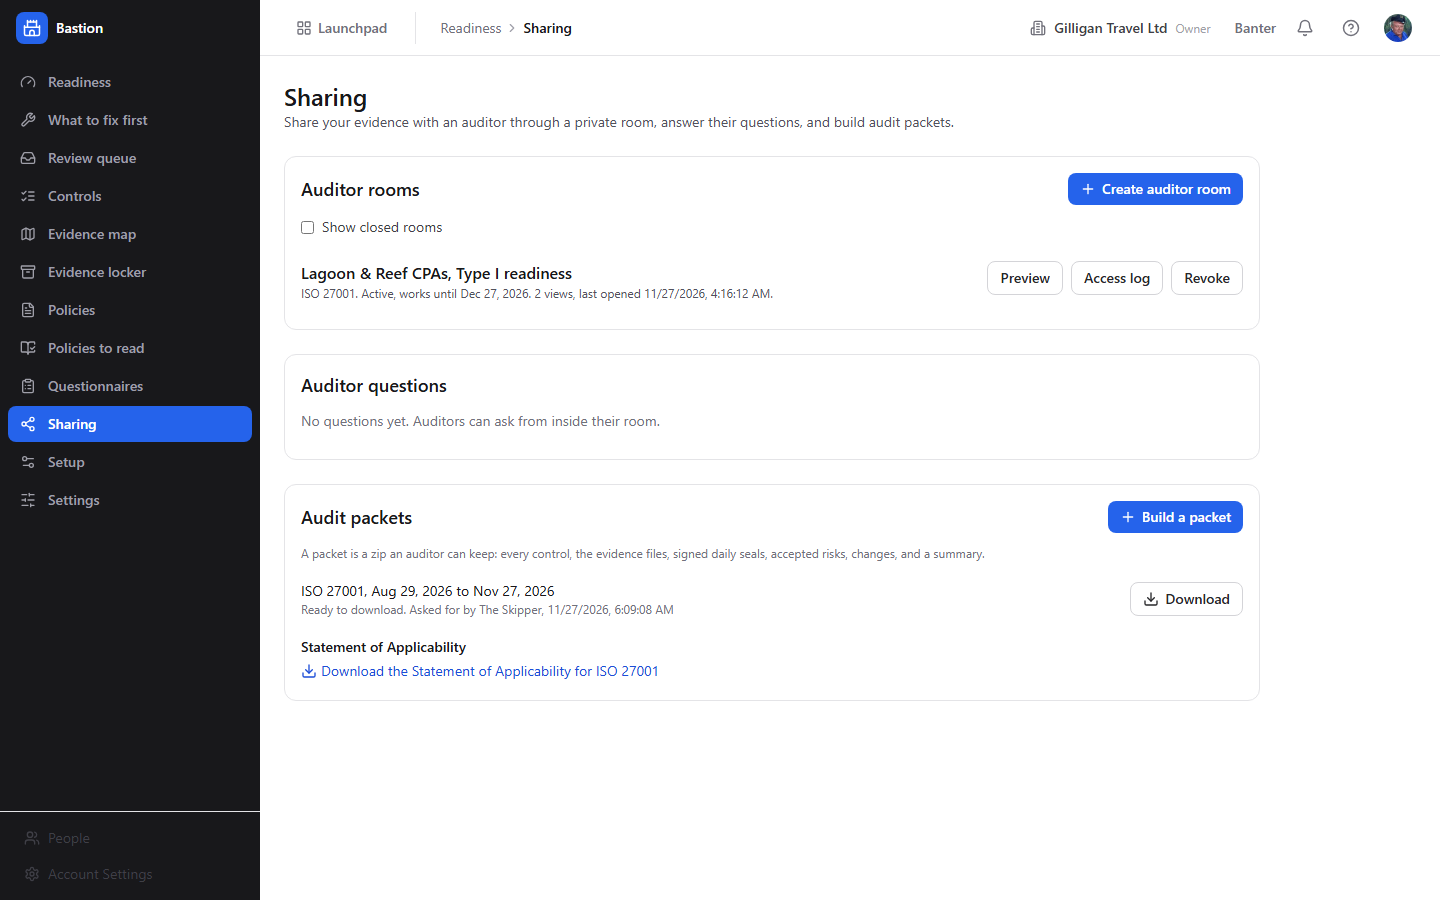 Bastion
Readiness
What to fix first
Review queue
Controls
Evidence map
Evidence locker
Policies
Policies to read
Questionnaires
Sharing
Setup
Settings
People
Account Settings
Launchpad
Readiness > Sharing
Gilligan Travel Ltd Owner
Banter
Sharing
Share your evidence with an auditor through a private room, answer their questions, and build audit packets.
Auditor rooms
+ Create auditor room
Show closed rooms
Lagoon & Reef CPAs, Type I readiness
ISO 27001. Active, works until Dec 27, 2026. 2 views, last opened 11/27/2026, 4:16:12 AM.
Preview
Access log
Revoke
Auditor questions
No questions yet. Auditors can ask from inside their room.
Audit packets
+ Build a packet
A packet is a zip an auditor can keep: every control, the evidence files, signed daily seals, accepted risks, changes, and a summary.
ISO 27001, Aug 29, 2026 to Nov 27, 2026
Ready to download. Asked for by The Skipper, 11/27/2026, 6:09:08 AM
Download
Statement of Applicability
Download the Statement of Applicability for ISO 27001